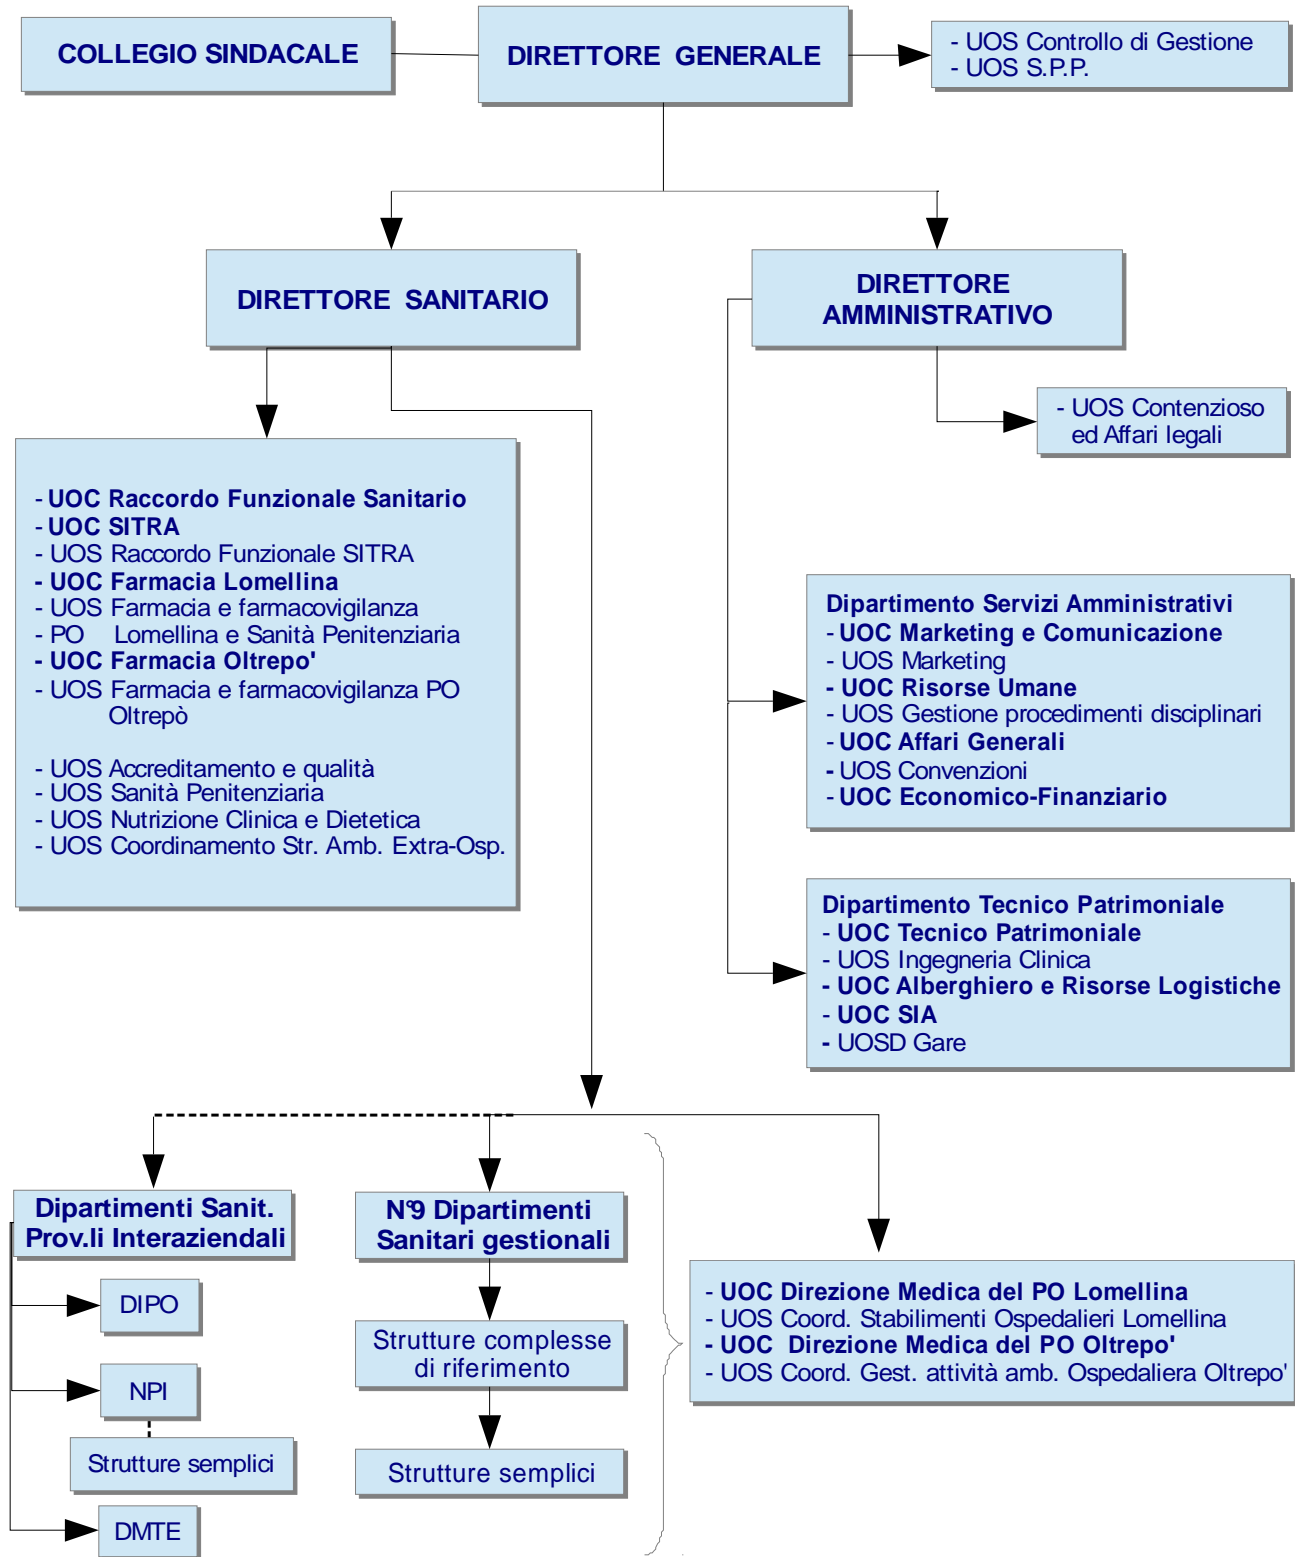 COLLEGIO SINDACALE
DIRETTORE GENERALE
- UOS Controllo di Gestione
- UOS S.P.P.
DIRETTORE SANITARIO
DIRETTORE
AMMINISTRATIVO
- UOS Contenzioso
ed Affari legali
- UOC Raccordo Funzionale Sanitario
- UOC SITRA
- UOS Raccordo Funzionale SITRA
- UOC Farmacia Lomellina
- UOS Farmacia e farmacovigilanza
- PO Lomellina e Sanità Penitenziaria
- UOC Farmacia Oltrepo'
- UOS Farmacia e farmacovigilanza PO
Oltrepò
- UOS Accreditamento e qualità
- UOS Sanità Penitenziaria
- UOS Nutrizione Clinica e Dietetica
- UOS Coordinamento Str. Amb. Extra-Osp.
Dipartimento Servizi Amministrativi
- UOC Marketing e Comunicazione
- UOS Marketing
- UOC Risorse Umane
- UOS Gestione procedimenti disciplinari
- UOC Affari Generali
- UOS Convenzioni
- UOC Economico-Finanziario
Dipartimento Tecnico Patrimoniale
- UOC Tecnico Patrimoniale
- UOS Ingegneria Clinica
- UOC Alberghiero e Risorse Logistiche
- UOC SIA
- UOSD Gare
Dipartimenti Sanit.
Prov.li Interaziendali
DIPO
NPI
Strutture semplici
DMTE
N°9 Dipartimenti
Sanitari gestionali
Strutture complesse
di riferimento
Strutture semplici
- UOC Direzione Medica del PO Lomellina
- UOS Coord. Stabilimenti Ospedalieri Lomellina
- UOC Direzione Medica del PO Oltrepo'
- UOS Coord. Gest. attività amb. Ospedaliera Oltrepo'